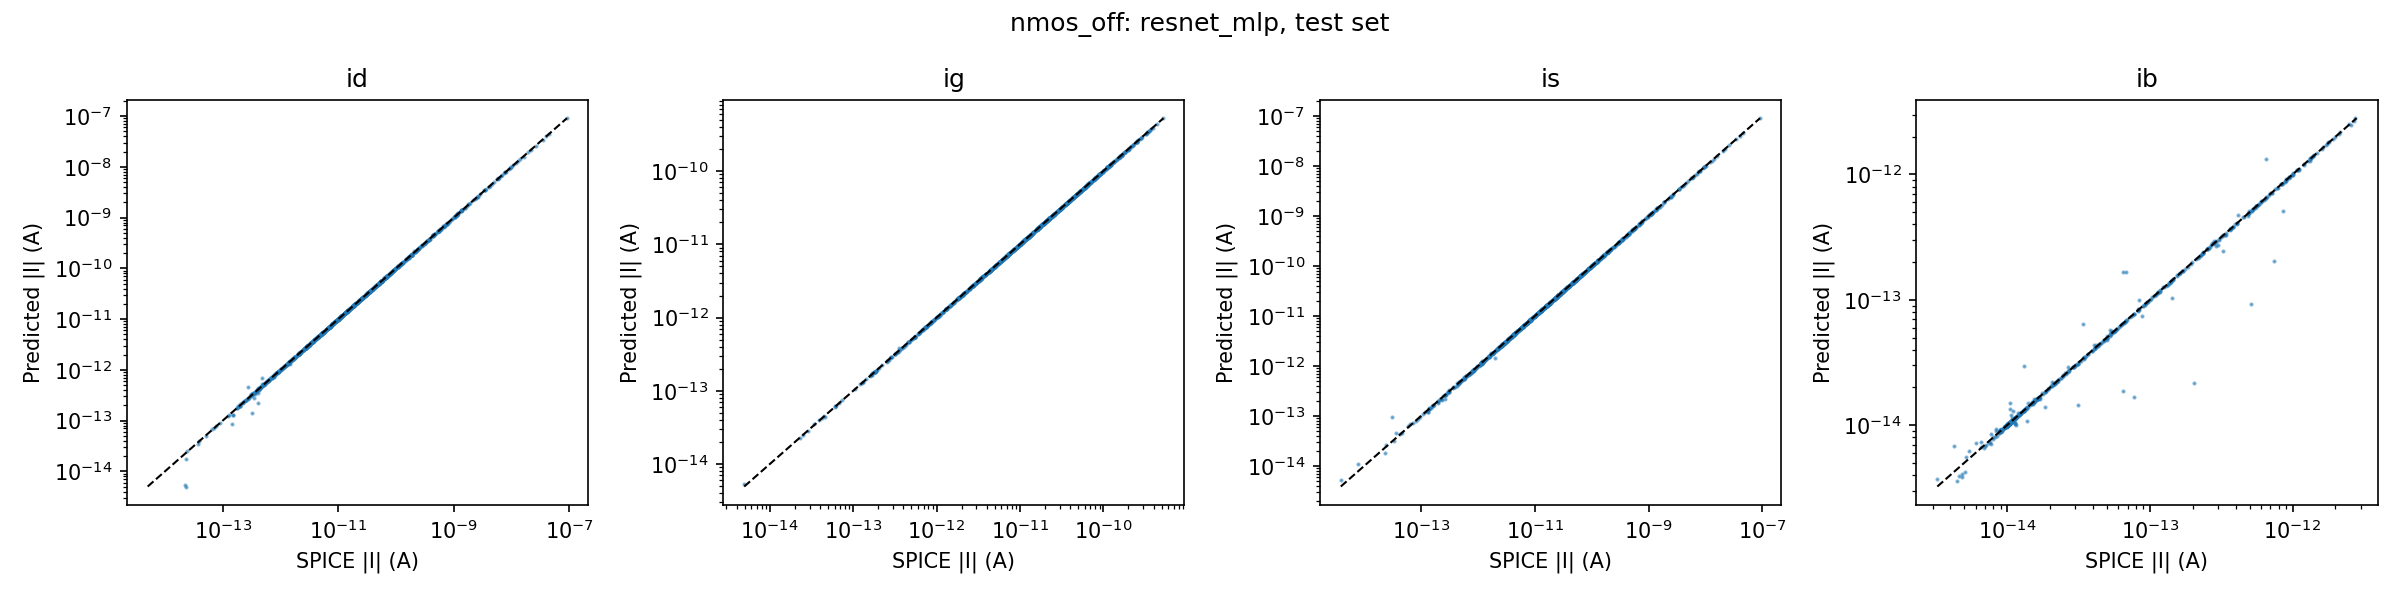 nmos_off: resnet_mlp, test set
id
Predicted |I| (A)
10⁻⁷
10⁻⁸
10⁻⁹
10⁻¹⁰
10⁻¹¹
10⁻¹²
10⁻¹³
10⁻¹⁴
10⁻¹³ 10⁻¹¹ 10⁻⁹ 10⁻⁷
SPICE |I| (A)
ig
Predicted |I| (A)
10⁻¹⁰
10⁻¹¹
10⁻¹²
10⁻¹³
10⁻¹⁴
10⁻¹⁴ 10⁻¹³ 10⁻¹² 10⁻¹¹ 10⁻¹⁰
SPICE |I| (A)
is
Predicted |I| (A)
10⁻⁷
10⁻⁸
10⁻⁹
10⁻¹⁰
10⁻¹¹
10⁻¹²
10⁻¹³
10⁻¹⁴
10⁻¹³ 10⁻¹¹ 10⁻⁹ 10⁻⁷
SPICE |I| (A)
ib
Predicted |I| (A)
10⁻¹²
10⁻¹³
10⁻¹⁴
10⁻¹⁴ 10⁻¹³ 10⁻¹²
SPICE |I| (A)